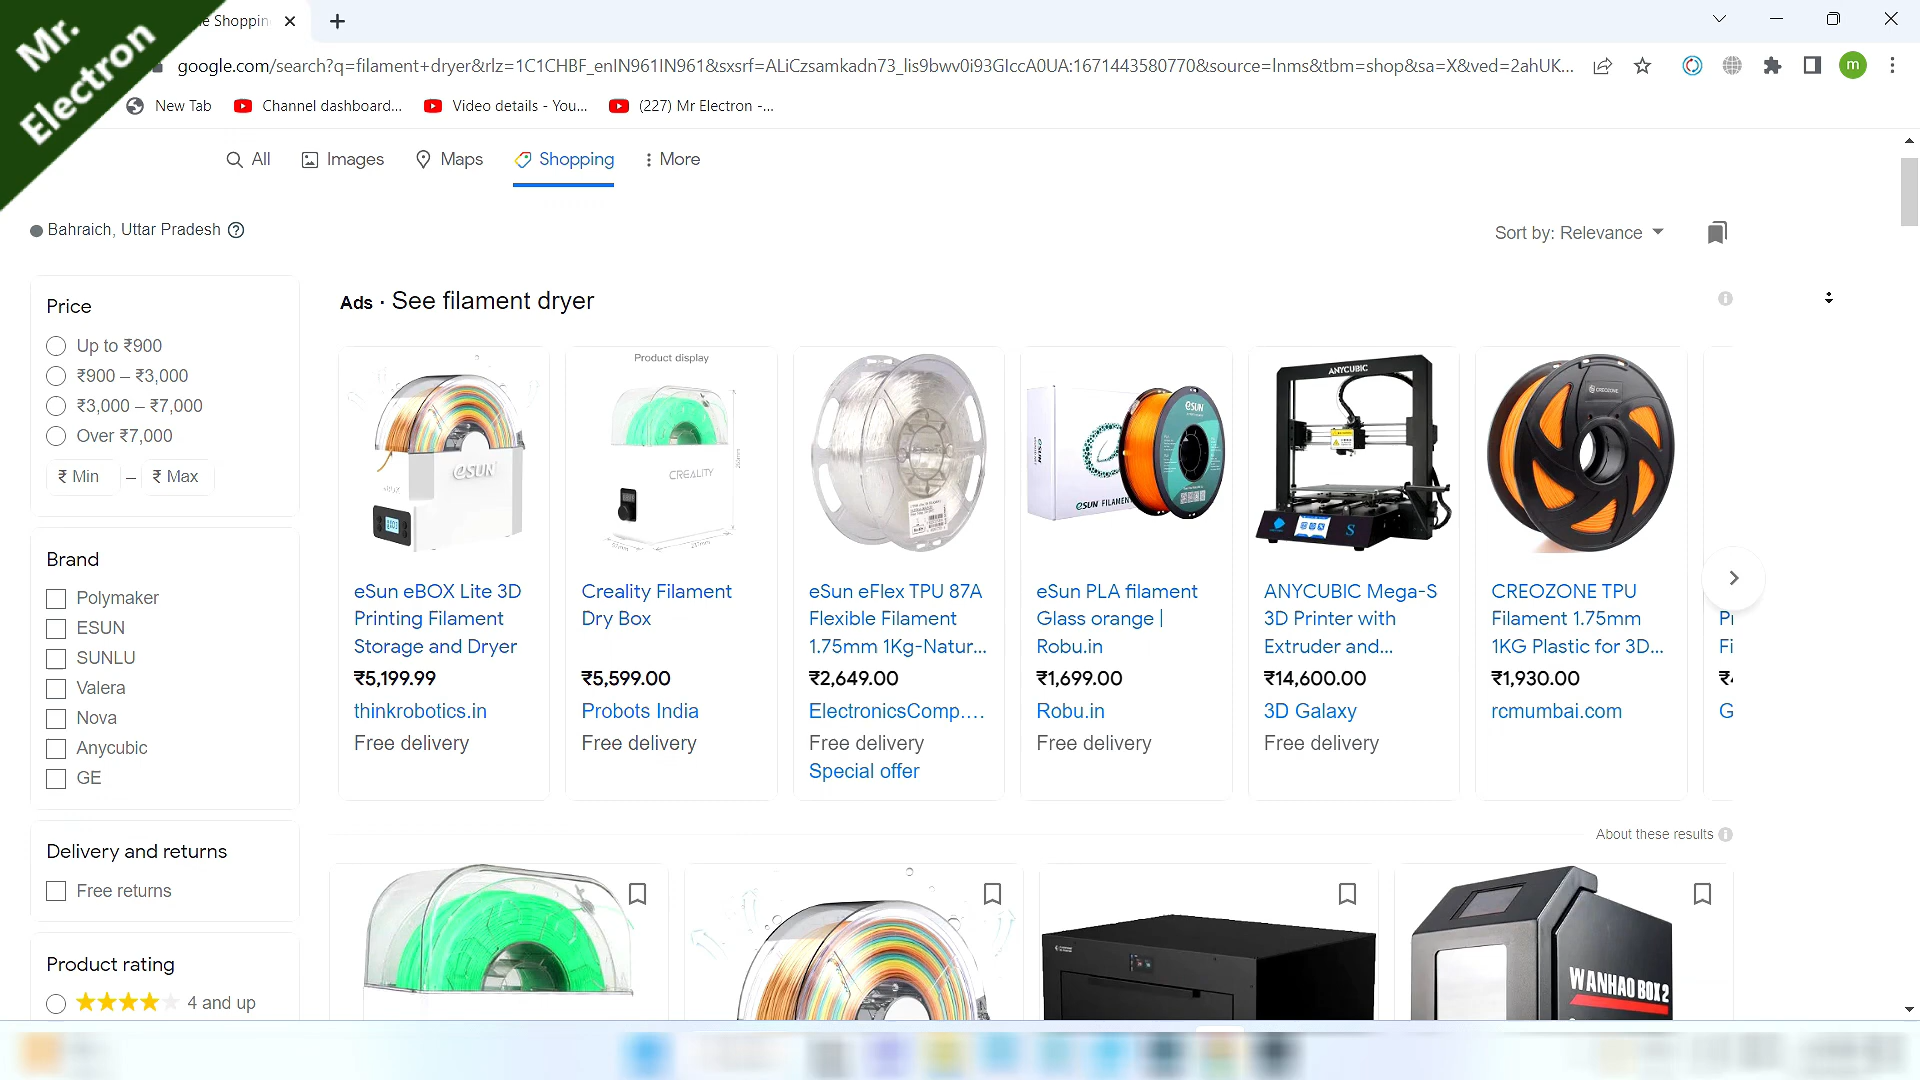 Mr.
Electron
e Shoppin
google.com/search?q=filament+dryer&rlz=1C1CHBF_enIN961IN961&sxsrf=ALiCzsamkadn73_lis9bwv0i93GIccA0UA:1671443580770&source=lnms&tbm=shop&sa=X&ved=2ahUK...
m
New Tab
Channel dashboard...
Video details - You...
(227) Mr Electron -...
All
Images
Maps
Shopping
More
Bahraich, Uttar Pradesh
Sort by: Relevance
Price
Up to ₹900
₹900 – ₹3,000
₹3,000 – ₹7,000
Over ₹7,000
₹ Min – ₹ Max
Brand
Polymaker
ESUN
SUNLU
Valera
Nova
Anycubic
GE
Delivery and returns
Free returns
Product rating
4 and up
Ads · See filament dryer
eSUN
eSun eBOX Lite 3D
Printing Filament
Storage and Dryer
₹5,199.99
thinkrobotics.in
Free delivery
Product display
CREALITY
Creality Filament
Dry Box
₹5,599.00
Probots India
Free delivery
eSun eFlex TPU 87A
Flexible Filament
1.75mm 1Kg-Natur...
₹2,649.00
ElectronicsComp....
Free delivery
Special offer
eSUN
eSUN FILAMENT
eSun PLA filament
Glass orange |
Robu.in
₹1,699.00
Robu.in
Free delivery
ANYCUBIC
S
ANYCUBIC Mega-S
3D Printer with
Extruder and...
₹14,600.00
3D Galaxy
Free delivery
CREOZONE
CREOZONE TPU
Filament 1.75mm
1KG Plastic for 3D...
₹1,930.00
rcmumbai.com
About these results
WANHAO BOX 2